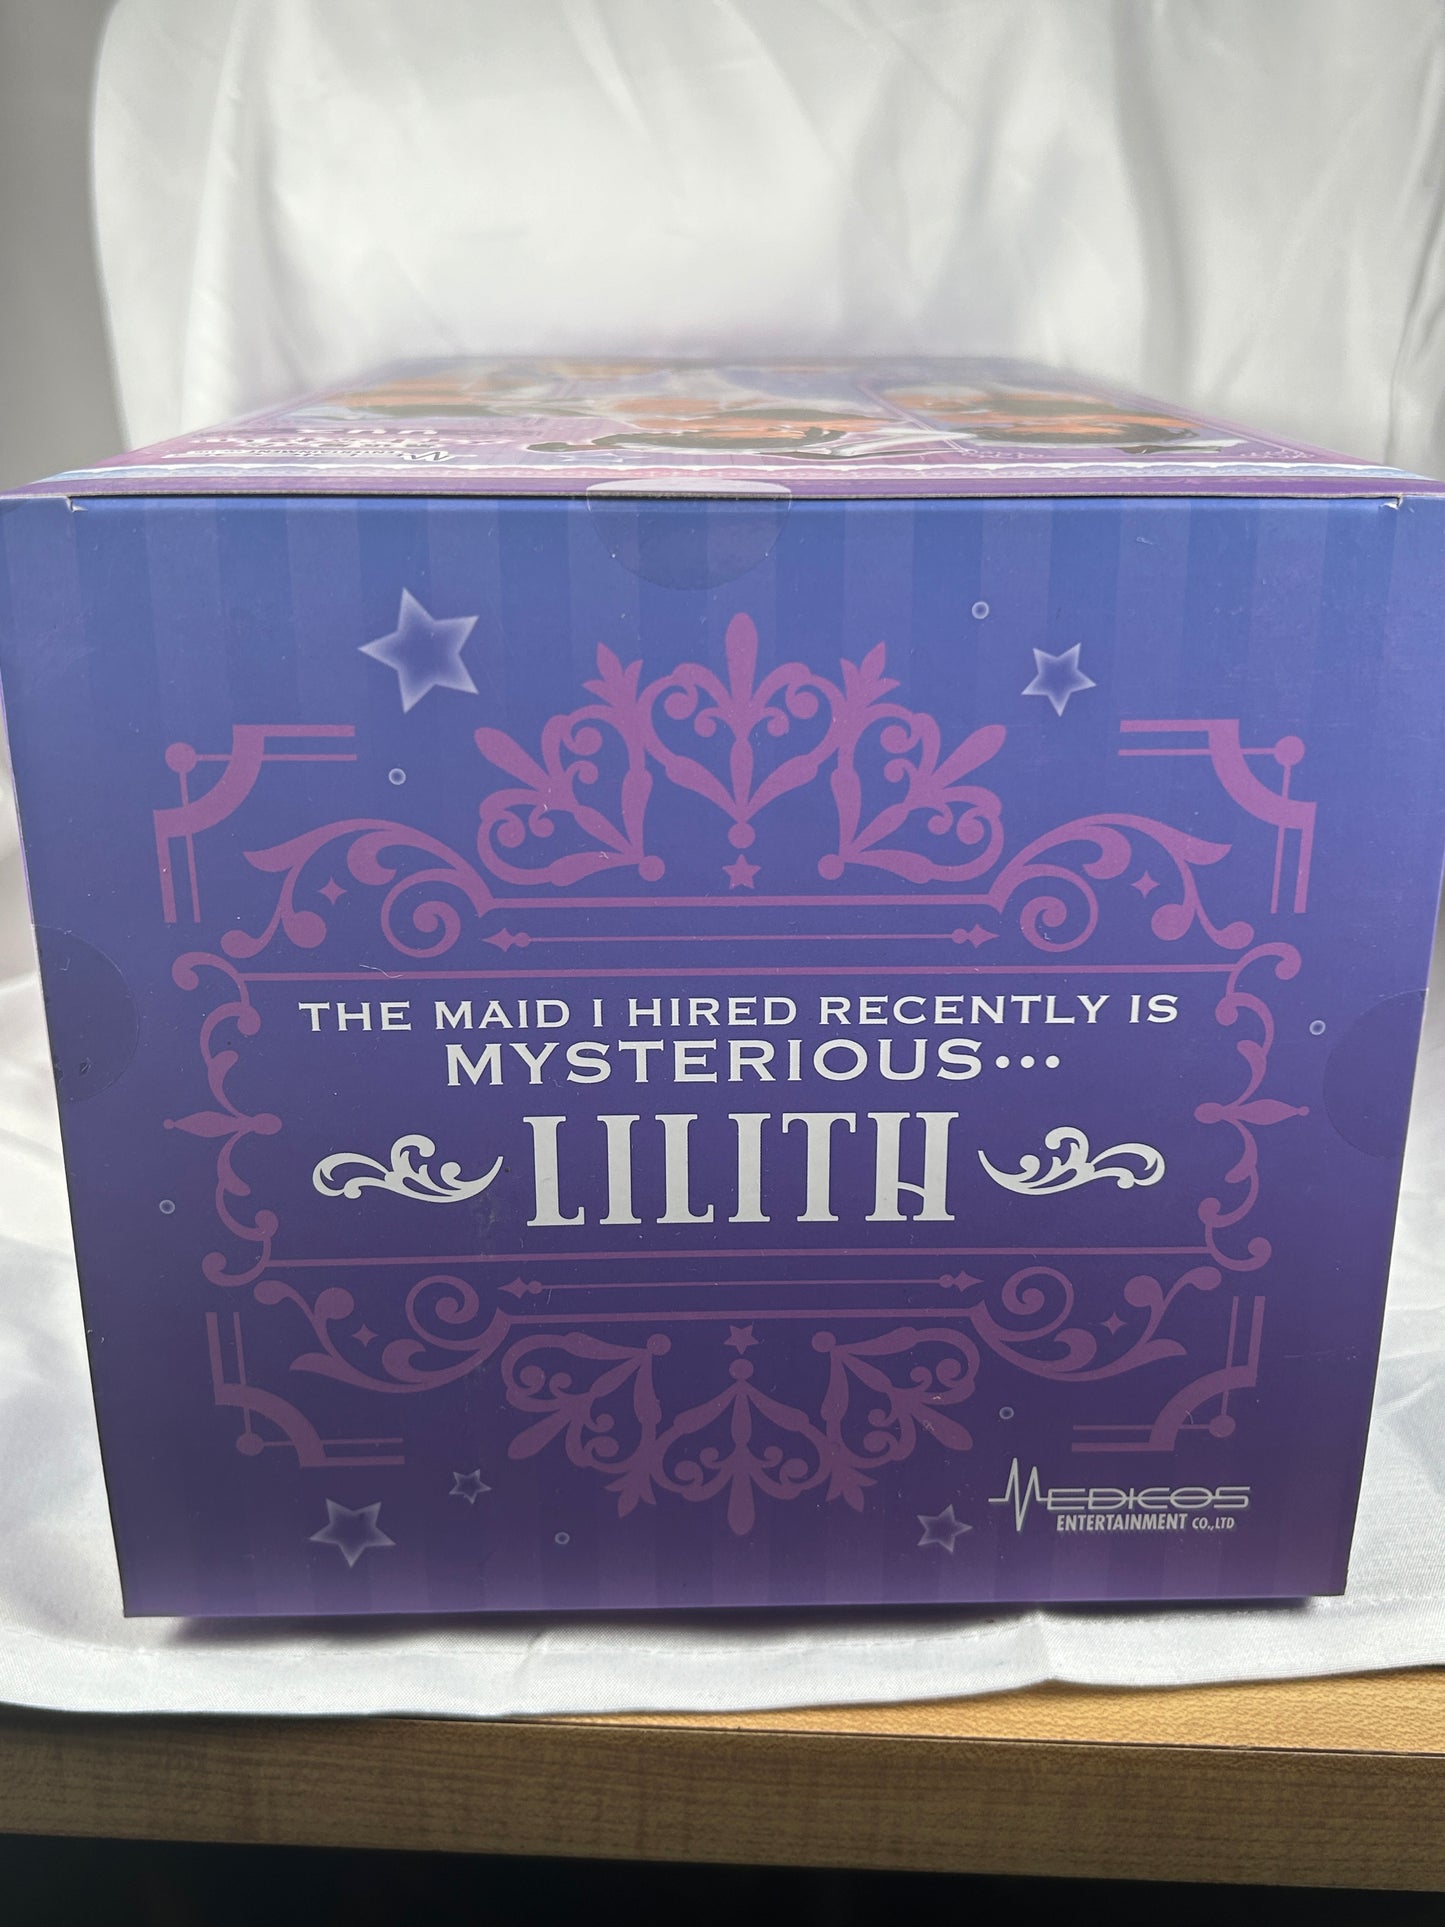 THE MAID I HIRED RECENTLY IS
MYSTERIOUS•••
LILITH
MEDICOS
ENTERTAINMENT CO.,LTD